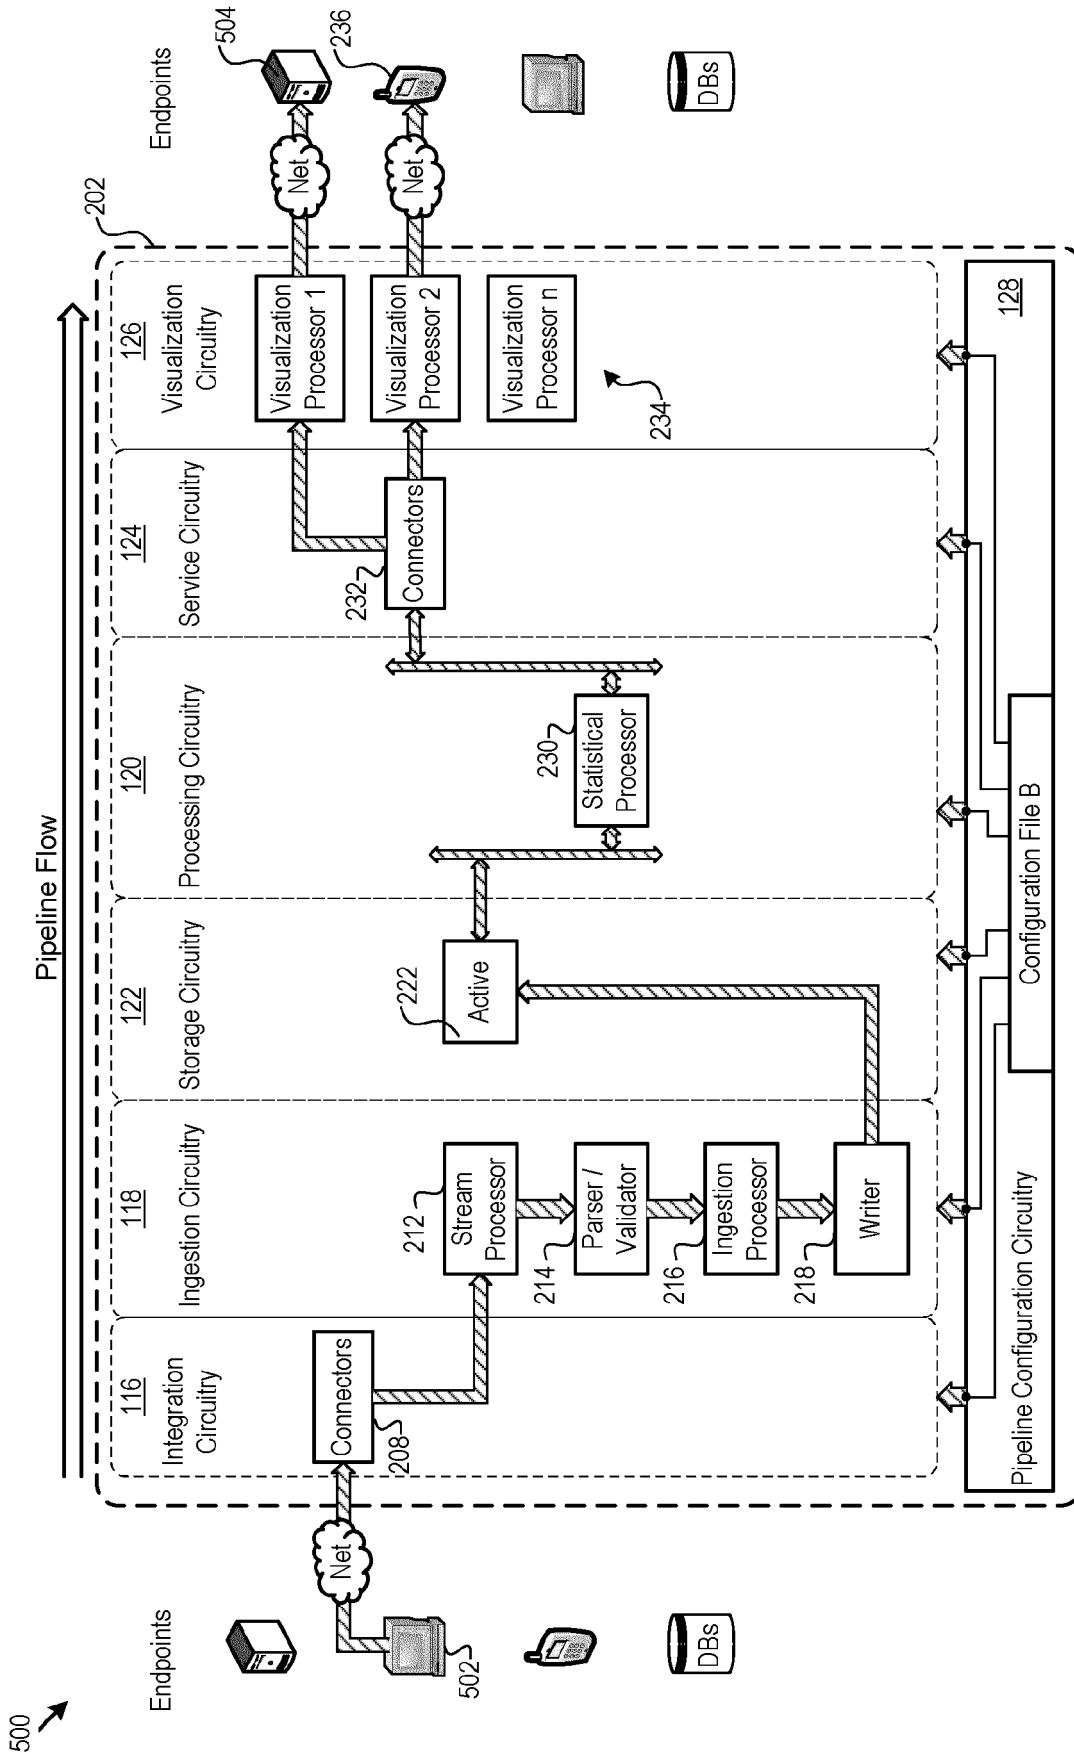 500
Pipeline Flow
202
Endpoints
502
DBs
Net
116
Integration
Circuitry
Connectors
208
118
Ingestion Circuitry
212
Stream
Processor
214
Parser /
Validator
216
Ingestion
Processor
218
Writer
122
Storage Circuitry
222
Active
120
Processing Circuitry
230
Statistical
Processor
124
Service Circuitry
232
Connectors
126
Visualization
Circuitry
Visualization
Processor 1
Visualization
Processor 2
Visualization
Processor n
234
Net
Net
Endpoints
504
236
DBs
Pipeline Configuration Circuitry
Configuration File B
128